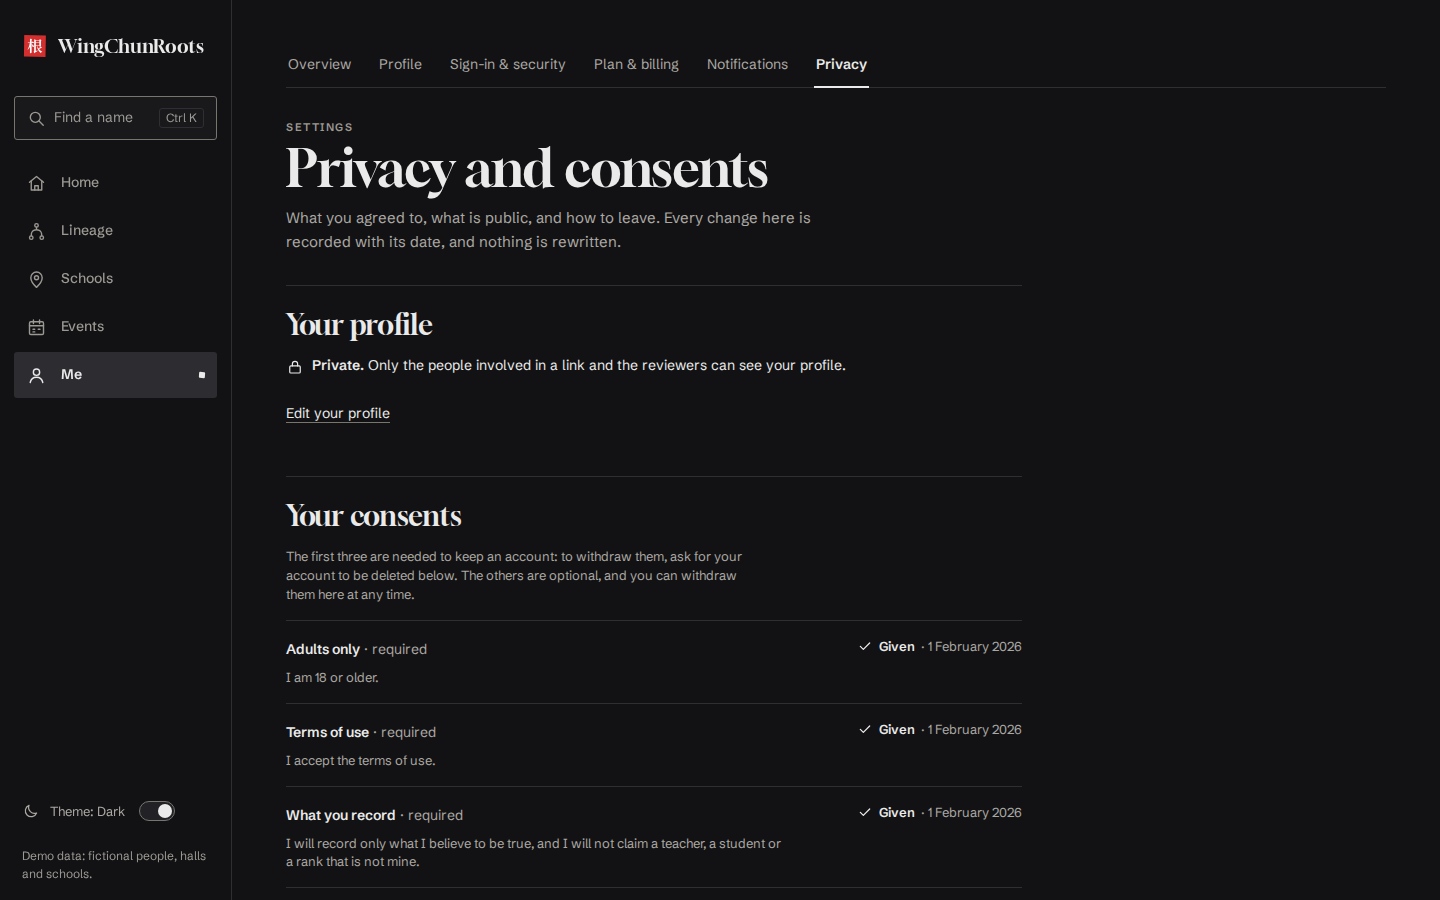 根 WingChunRoots
Find a name Ctrl K
Home
Lineage
Schools
Events
Me
Theme: Dark
Demo data: fictional people, halls
and schools.
Overview Profile Sign-in & security Plan & billing Notifications Privacy
SETTINGS
Privacy and consents
What you agreed to, what is public, and how to leave. Every change here is
recorded with its date, and nothing is rewritten.
Your profile
Private. Only the people involved in a link and the reviewers can see your profile.
Edit your profile
Your consents
The first three are needed to keep an account: to withdraw them, ask for your
account to be deleted below. The others are optional, and you can withdraw
them here at any time.
Adults only · required Given · 1 February 2026
I am 18 or older.
Terms of use · required Given · 1 February 2026
I accept the terms of use.
What you record · required Given · 1 February 2026
I will record only what I believe to be true, and I will not claim a teacher, a student or
a rank that is not mine.